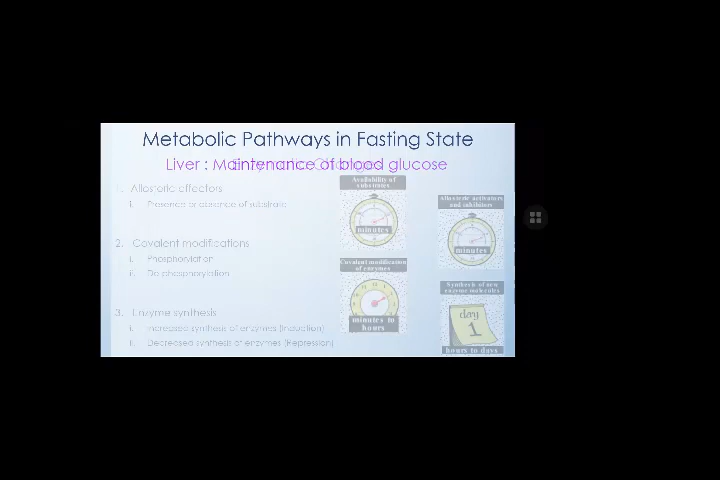 Metabolic Pathways in Fasting State
Liver : Maintenance of blood glucose
1. Allosteric effectors
i. Presence or absence of substrate
2. Covalent modifications
i. Phosphorylation
ii. De phosphorylation
3. Enzyme synthesis
i. Increased synthesis of enzymes (Induction)
ii. Decreased synthesis of enzymes (Repression)
Availability of
substrates
minutes
Allosteric activators
and inhibitors
minutes
Covalent modification
of enzymes
minutes to
hours
Synthesis of new
enzyme molecules
day
1
hours to days